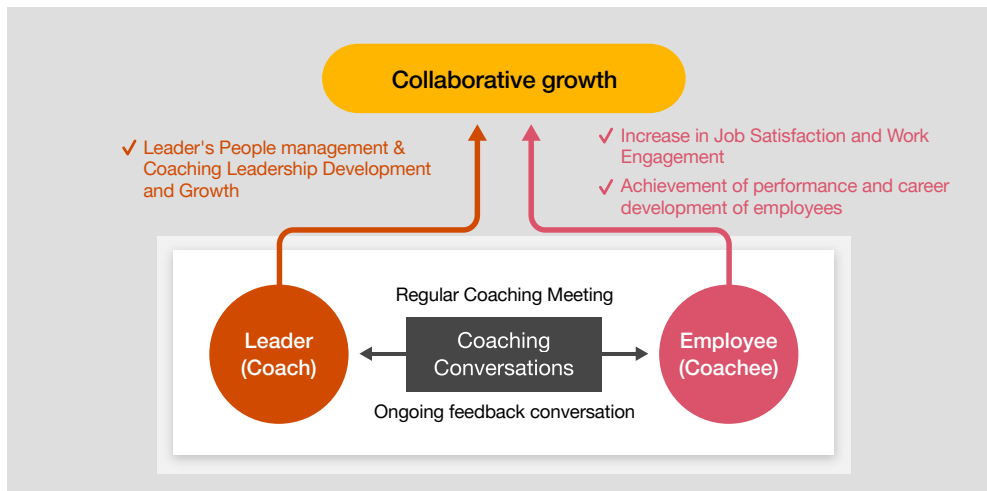 Collaborative growth
✓ Leader's People management &
Coaching Leadership Development
and Growth
✓ Increase in Job Satisfaction and Work
Engagement
✓ Achievement of performance and career
development of employees
Regular Coaching Meeting
Leader
(Coach)
Coaching
Conversations
Employee
(Coachee)
Ongoing feedback conversation